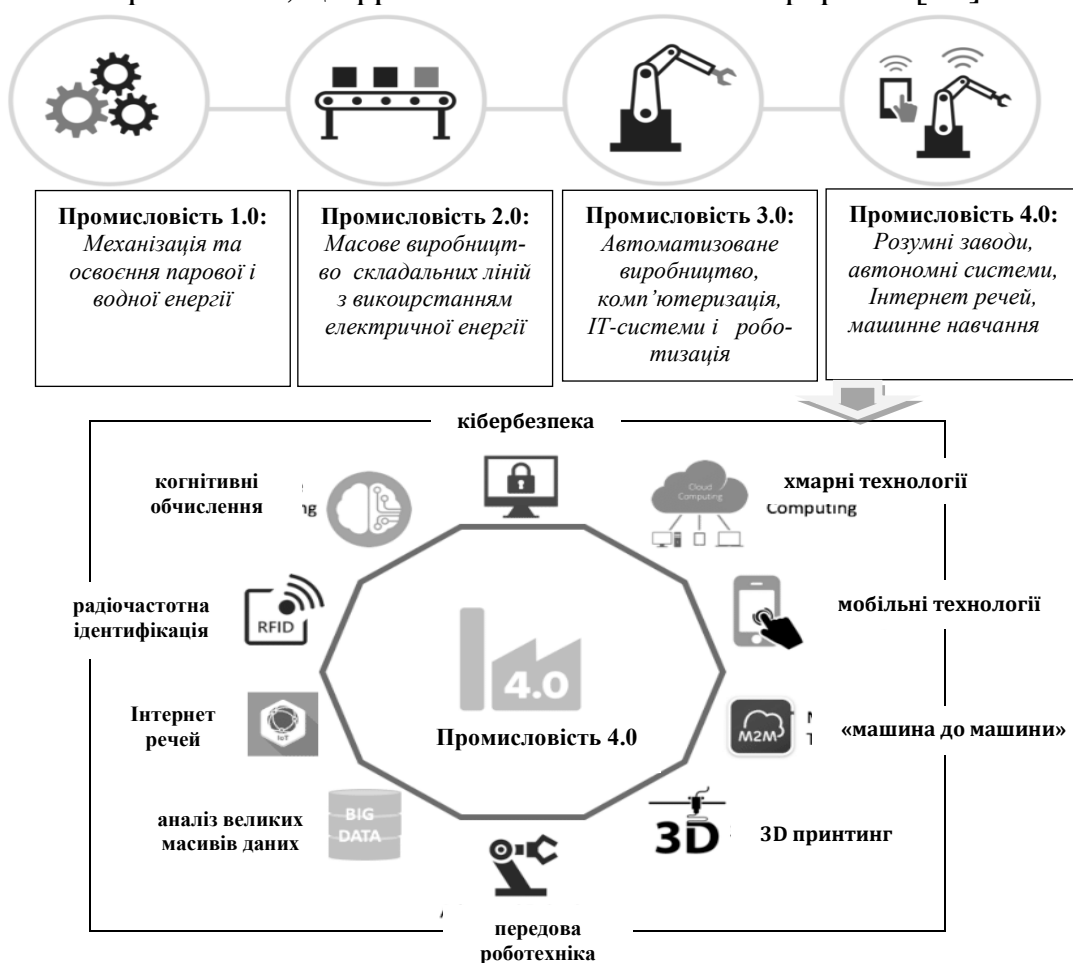 Промисловість 1.0:
Механізація та
освоєння парової і
водної енергії
Промисловість 2.0:
Масове виробницт-
во складальних ліній
з викоирстанням
електричної енергії
Промисловість 3.0:
Автоматизоване
виробництво,
комп’ютеризація,
ІТ-системи і робо-
тизація
Промисловість 4.0:
Розумні заводи,
автономні системи,
Інтернет речей,
машинне навчання
кібербезпека
когнітивні
обчислення
Cloud
Computing
хмарні технології
Computing
радіочастотна
ідентифікація
RFID
мобільні технології
4.0
Промисловість 4.0
Інтернет
речей
IoT
M2M
«машина до машини»
аналіз великих
масивів даних
BIG
DATA
3D
3D принтинг
передова
роботехніка